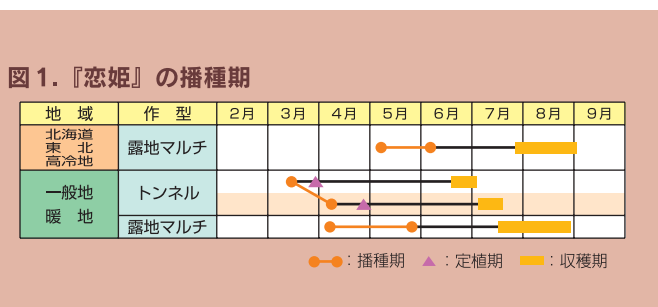 図1.『恋姫』の播種期
地　域　作　型　2月　3月　4月　5月　6月　7月　8月　9月
北海道
東　北
高冷地
露地マルチ
一般地
暖　地
トンネル
露地マルチ
：播種期　▲：定植期　：収穫期